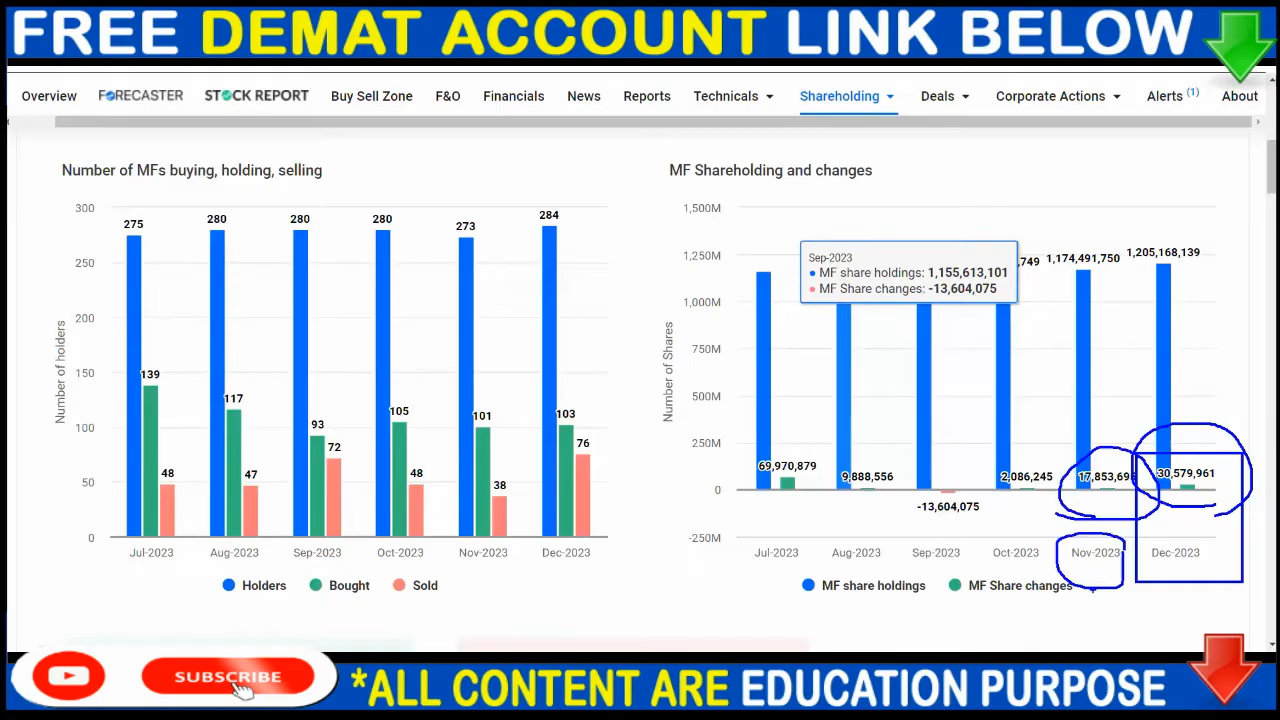 FREE DEMAT ACCOUNT LINK BELOW
Overview FORECASTER STOCK REPORT Buy Sell Zone F&O Financials News Reports Technicals Shareholding Deals Corporate Actions Alerts (1) About
Number of MFs buying, holding, selling
Number of holders
300
250
200
150
100
50
0
275 280 280 280 273 284
139 117 93 105 101 103
48 47 72 48 38 76
Jul-2023 Aug-2023 Sep-2023 Oct-2023 Nov-2023 Dec-2023
Holders Bought Sold
MF Shareholding and changes
Number of Shares
1,500M
1,250M
1,000M
750M
500M
250M
0
-250M
Sep-2023
MF share holdings: 1,155,613,101
MF Share changes: -13,604,075
,749 1,174,491,750 1,205,168,139
69,970,879 9,888,556 -13,604,075 2,086,245 30,579,961
Jul-2023 Aug-2023 Sep-2023 Oct-2023 Nov-2023 Dec-2023
MF share holdings MF Share changes
SUBSCRIBE
*ALL CONTENT ARE EDUCATION PURPOSE